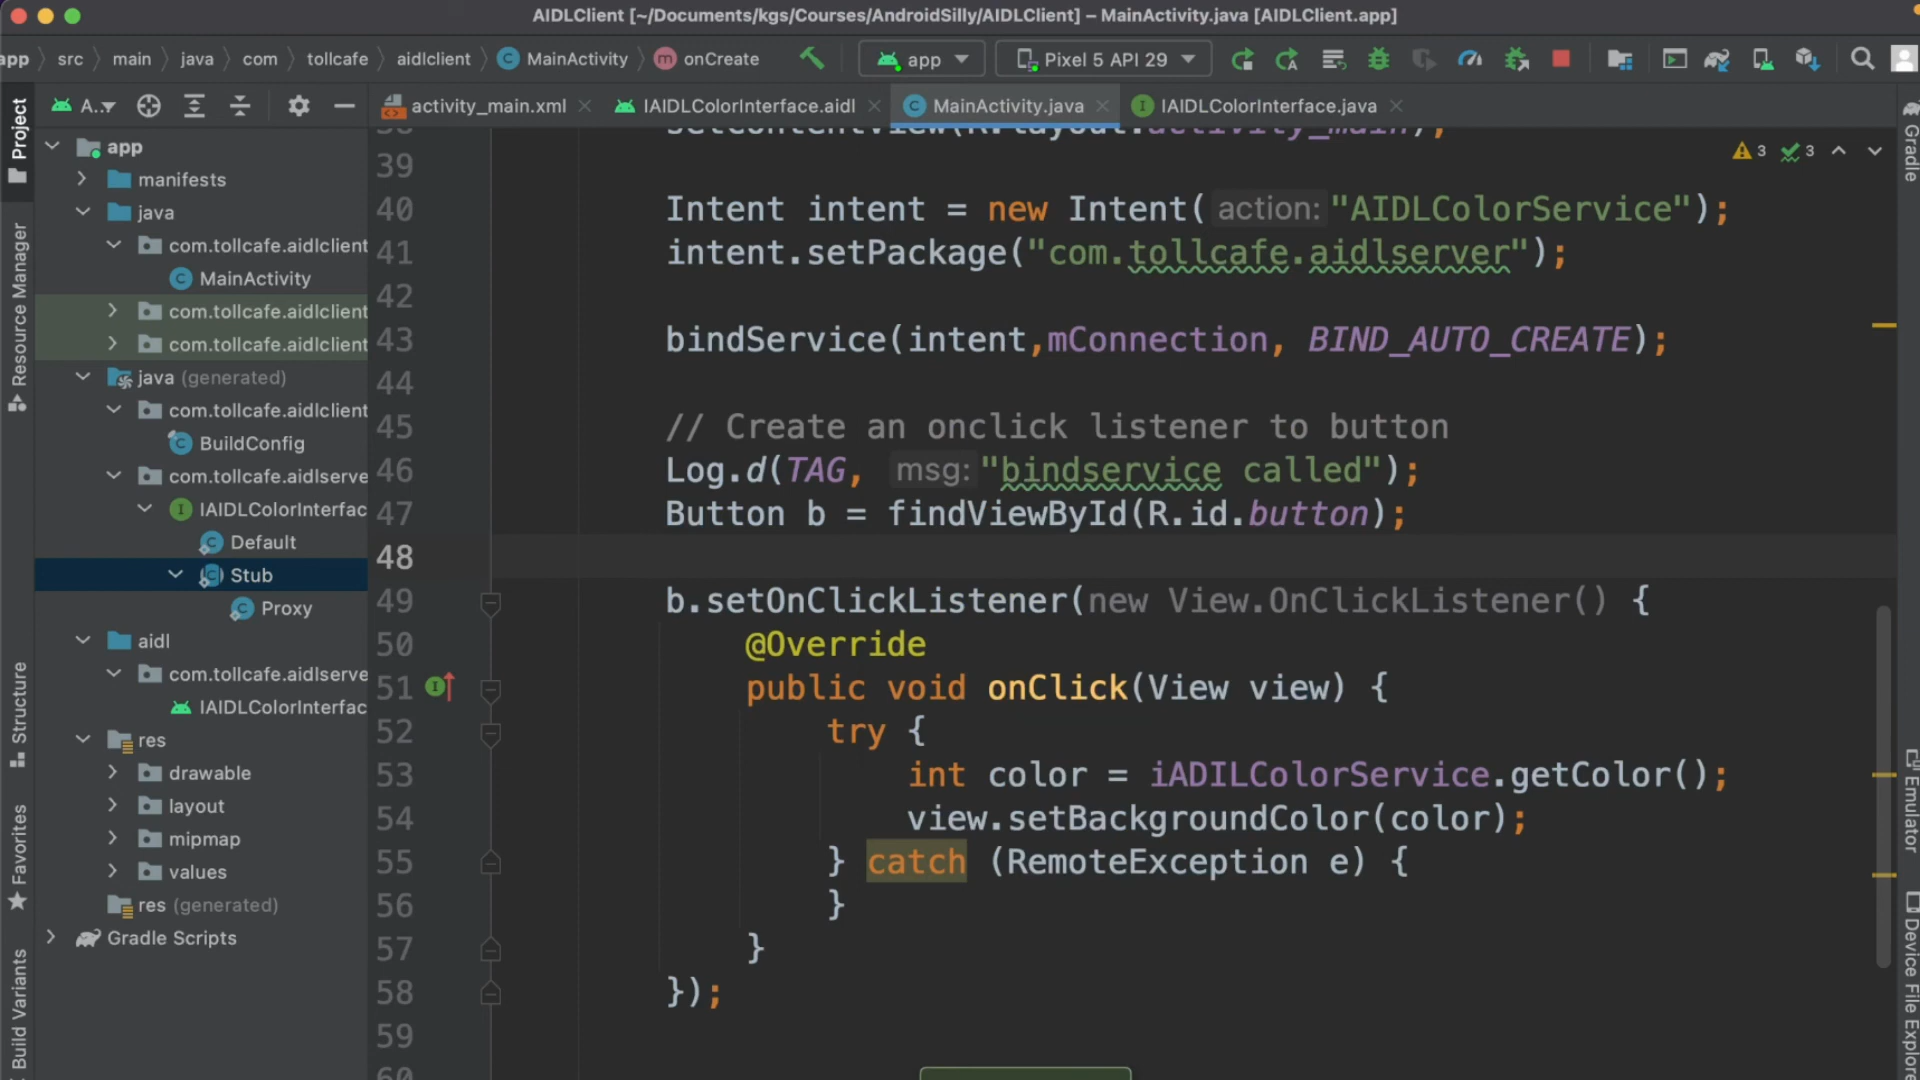 AIDLClient [~/Documents/kgs/Courses/AndroidSilly/AIDLClient] – MainActivity.java [AIDLClient.app]
app src main java com tollcafe aidlclient MainActivity onCreate app Pixel 5 API 29
Project
Resource Manager
Structure
Favorites
Build Variants
A..
activity_main.xml IAIDLColorInterface.aidl MainActivity.java IAIDLColorInterface.java
app
manifests
java
com.tollcafe.aidlclient
MainActivity
com.tollcafe.aidlclient
com.tollcafe.aidlclient
java (generated)
com.tollcafe.aidlclient
BuildConfig
com.tollcafe.aidlserve
IAIDLColorInterfac
Default
Stub
Proxy
aidl
com.tollcafe.aidlserve
IAIDLColorInterfac
res
drawable
layout
mipmap
values
res (generated)
Gradle Scripts
3 3
38 setContentView(R.layout.activity_main);
39
40 Intent intent = new Intent( action: "AIDLColorService");
41 intent.setPackage("com.tollcafe.aidlserver");
42
43 bindService(intent,mConnection, BIND_AUTO_CREATE);
44
45 // Create an onclick listener to button
46 Log.d(TAG, msg: "bindservice called");
47 Button b = findViewById(R.id.button);
48
49 b.setOnClickListener(new View.OnClickListener() {
50 @Override
51 public void onClick(View view) {
52 try {
53 int color = iADILColorService.getColor();
54 view.setBackgroundColor(color);
55 } catch (RemoteException e) {
56 }
57 }
58 });
59
60
Gradle
Emulator
Device File Explorer